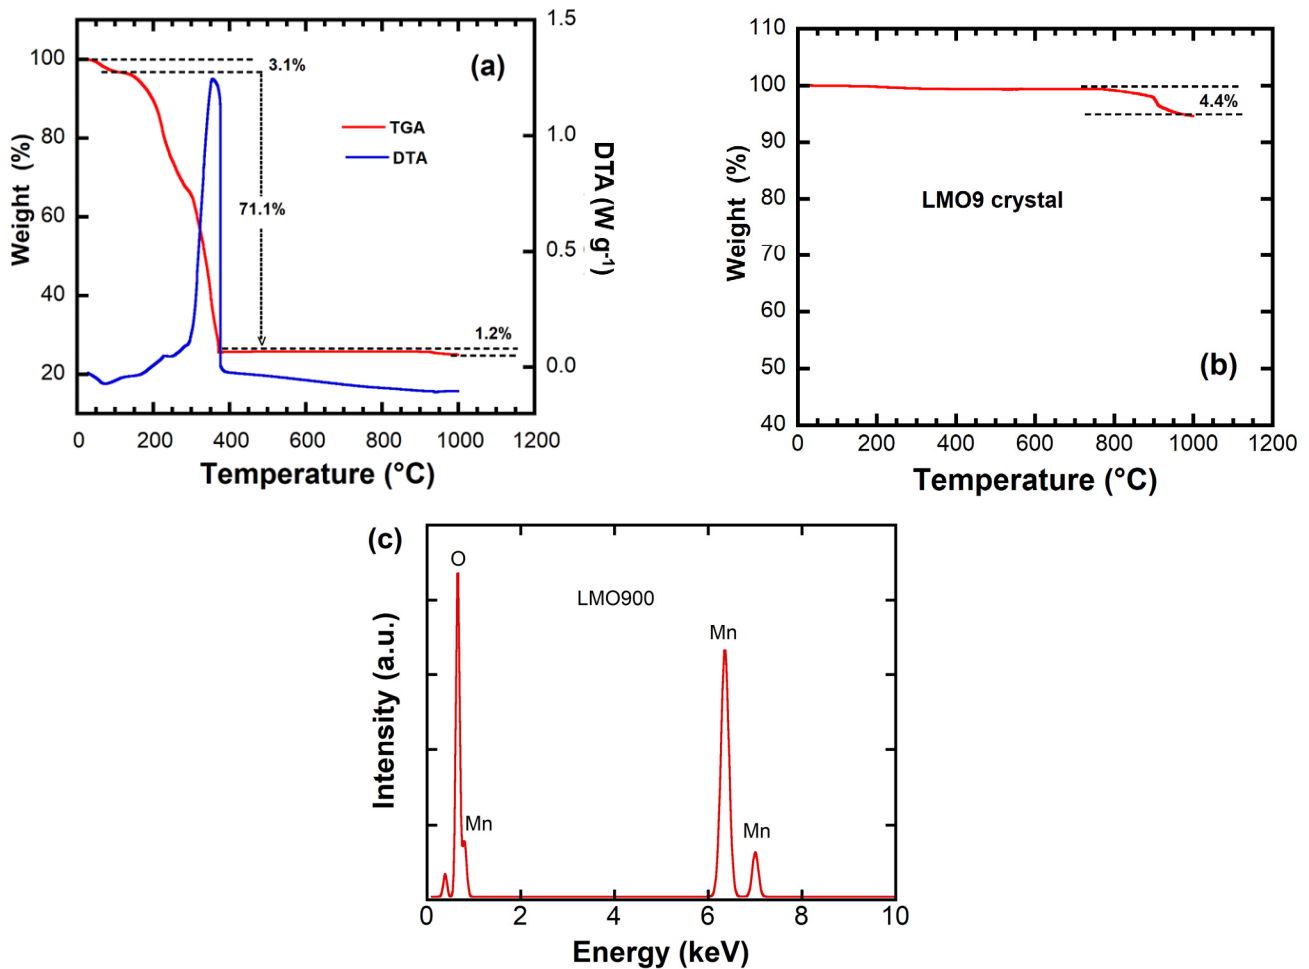 (a)
3.1%
TGA
DTA
71.1%
1.2%
100
80
60
40
20
1.5
1.0
0.5
0.0
0 200 400 600 800 1000 1200
Weight (%)
DTA (W g-1)
Temperature (°C)
110
100
90
80
70
60
50
40
4.4%
LMO9 crystal
(b)
0 200 400 600 800 1000 1200
Weight (%)
Temperature (°C)
(c)
O
LMO900
Mn
Mn
Mn
0 2 4 6 8 10
Intensity (a.u.)
Energy (keV)